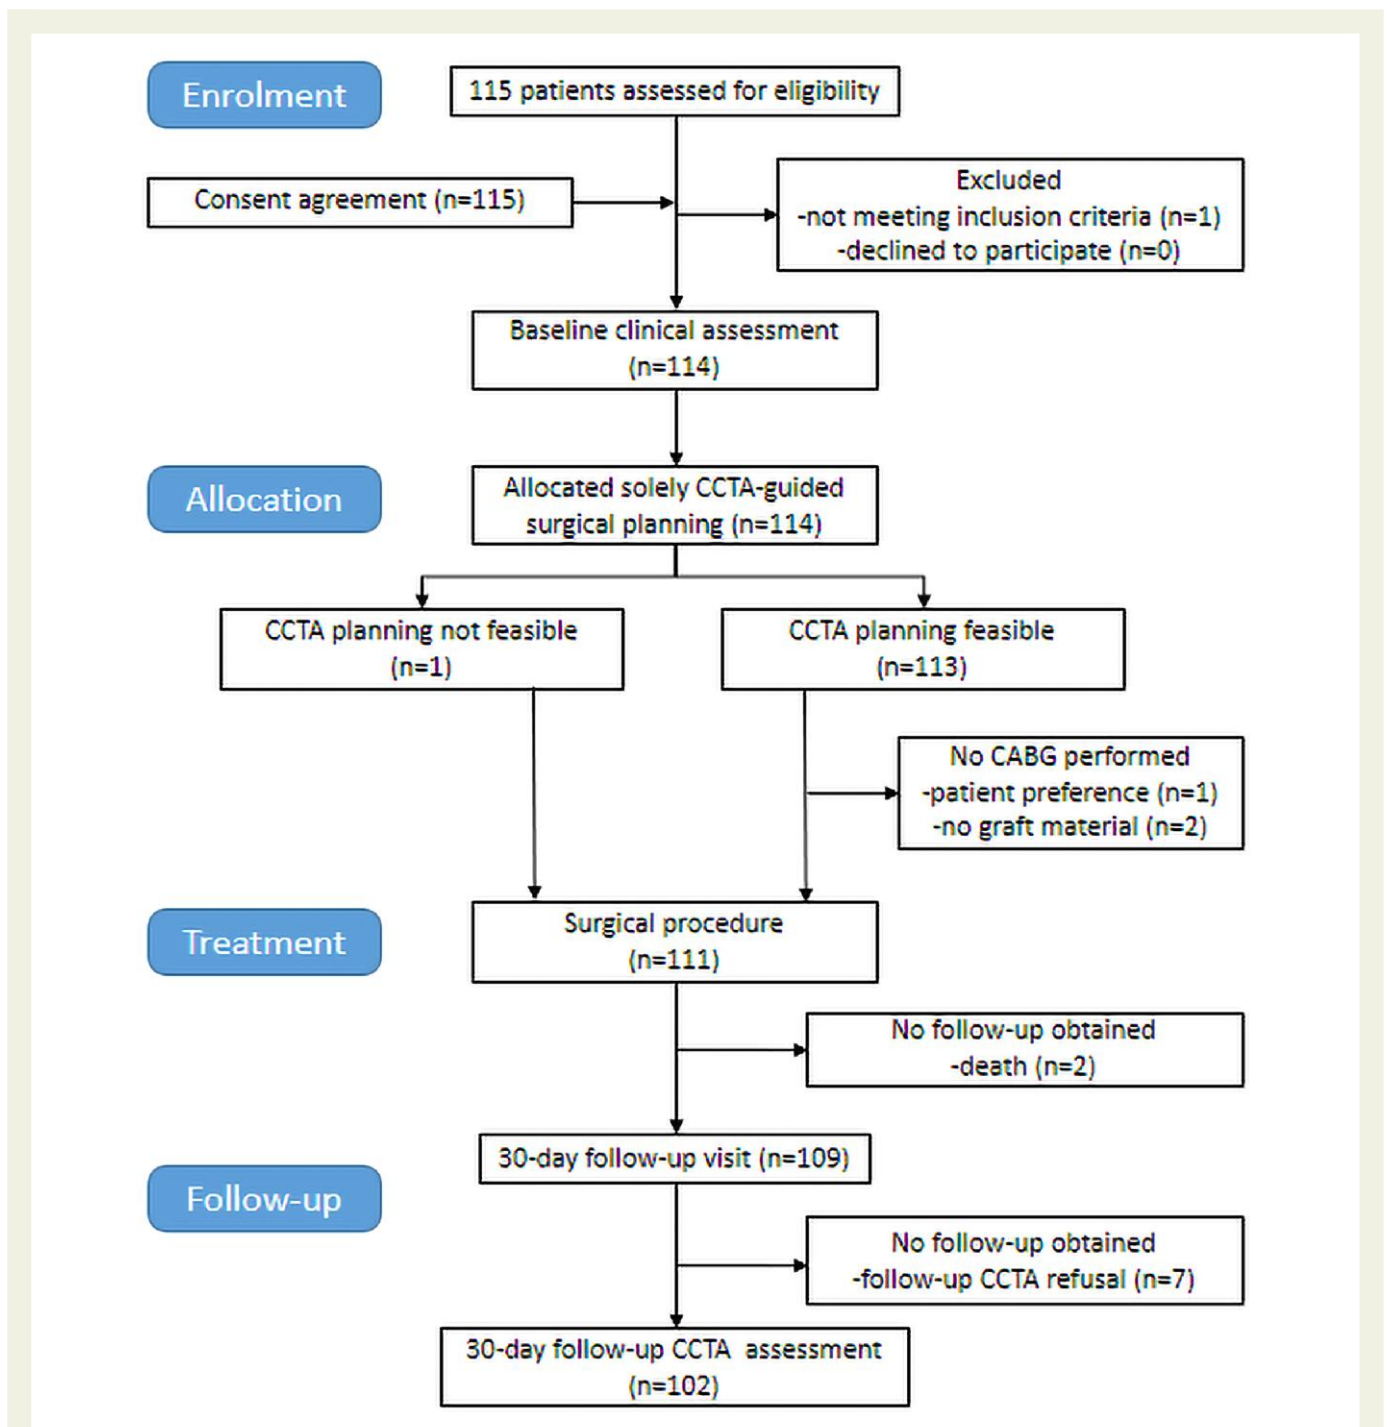 Enrolment
115 patients assessed for eligibility
Consent agreement (n=115)
Excluded
-not meeting inclusion criteria (n=1)
-declined to participate (n=0)
Baseline clinical assessment
(n=114)
Allocation
Allocated solely CCTA-guided
surgical planning (n=114)
CCTA planning not feasible
(n=1)
CCTA planning feasible
(n=113)
No CABG performed
-patient preference (n=1)
-no graft material (n=2)
Treatment
Surgical procedure
(n=111)
No follow-up obtained
-death (n=2)
30-day follow-up visit (n=109)
Follow-up
No follow-up obtained
-follow-up CCTA refusal (n=7)
30-day follow-up CCTA assessment
(n=102)